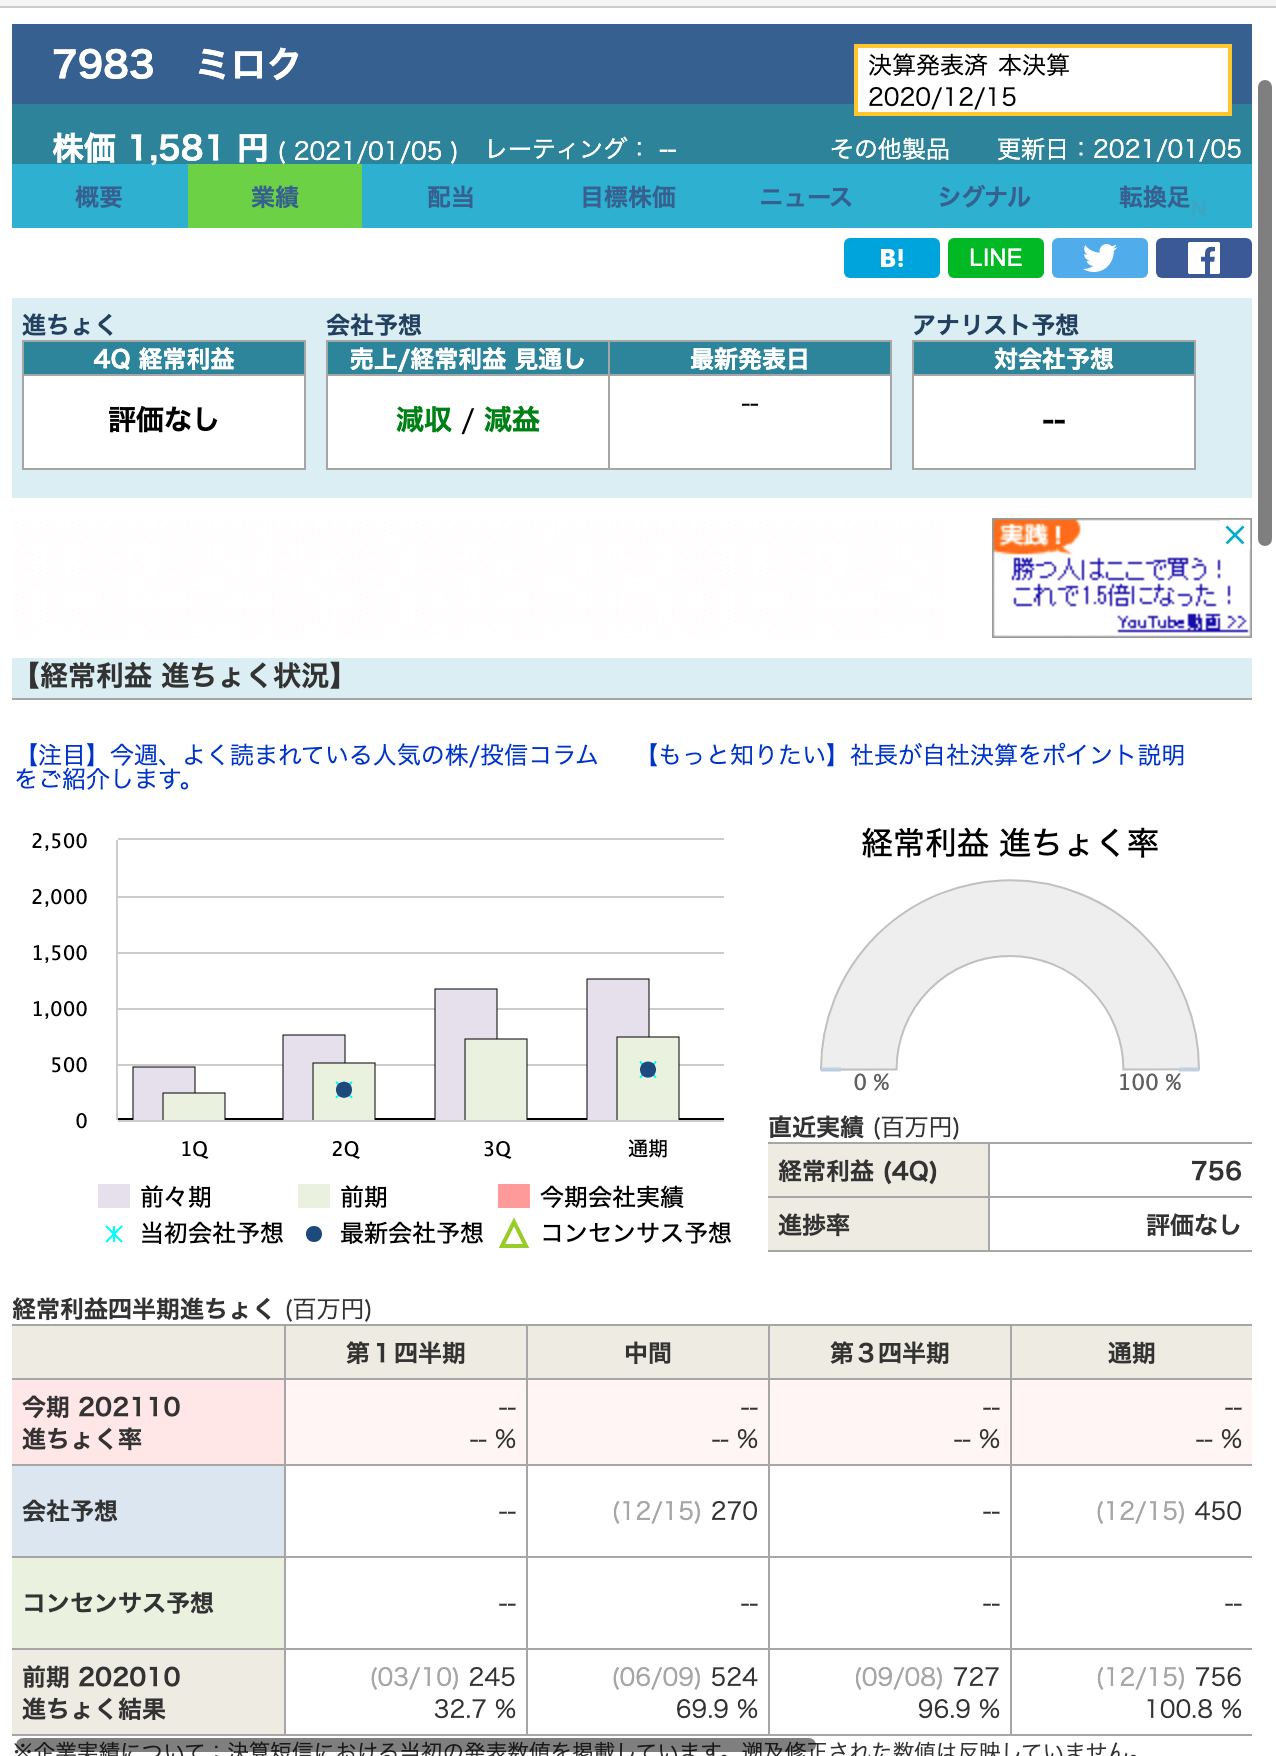 7983　ミロク
決算発表済 本決算
2020/12/15
株価 1,581 円 ( 2021/01/05 )　レーティング： --　その他製品　更新日：2021/01/05
概要　業績　配当　目標株価　ニュース　シグナル　転換足
B!　LINE
進ちょく　会社予想　アナリスト予想
4Q 経常利益　売上/経常利益 見通し　最新発表日　対会社予想
評価なし　減収 / 減益　--　--
実践！
勝つ人はここで買う！
これで1.5倍になった！
YouTube動画 >>
【経常利益 進ちょく状況】
【注目】今週、よく読まれている人気の株/投信コラム
をご紹介します。
【もっと知りたい】社長が自社決算をポイント説明
2,500
2,000
1,500
1,000
500
0
1Q　2Q　3Q　通期
前々期　前期　今期会社実績
当初会社予想　最新会社予想　コンセンサス予想
経常利益 進ちょく率
0 %　100 %
直近実績 (百万円)
経常利益 (4Q)　756
進捗率　評価なし
経常利益四半期進ちょく (百万円)
第１四半期　中間　第３四半期　通期
今期 202110　--　--　--　--
進ちょく率　-- %　-- %　-- %　-- %
会社予想　--　(12/15) 270　--　(12/15) 450
コンセンサス予想　--　--　--　--
前期 202010　(03/10) 245　(06/09) 524　(09/08) 727　(12/15) 756
進ちょく結果　32.7 %　69.9 %　96.9 %　100.8 %
※企業実績について：決算短信における当初の発表数値を掲載しています。遡及修正された数値は反映していません。